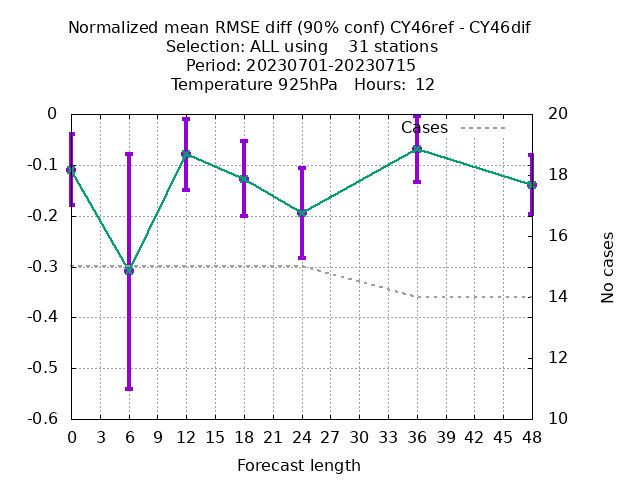 Normalized mean RMSE diff (90% conf) CY46ref - CY46dif
Selection: ALL using    31 stations
Period: 20230701-20230715
Temperature 925hPa   Hours:  12
0
-0.1
-0.2
-0.3
-0.4
-0.5
-0.6
Cases
20
18
16
14
12
10
No cases
0 3 6 9 12 15 18 21 24 27 30 33 36 39 42 45 48
Forecast length